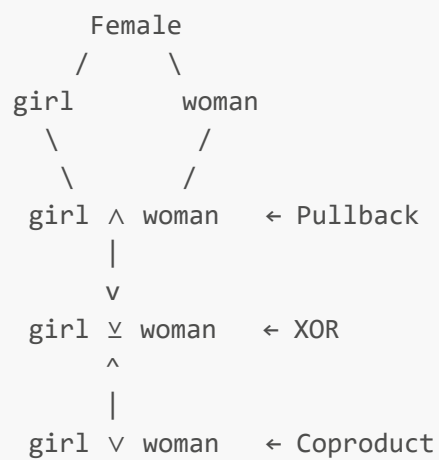 Female
/ \
girl woman
\ /
\ /
girl ∧ woman ← Pullback
|
v
girl ⊻ woman ← XOR
^
|
girl ∨ woman ← Coproduct